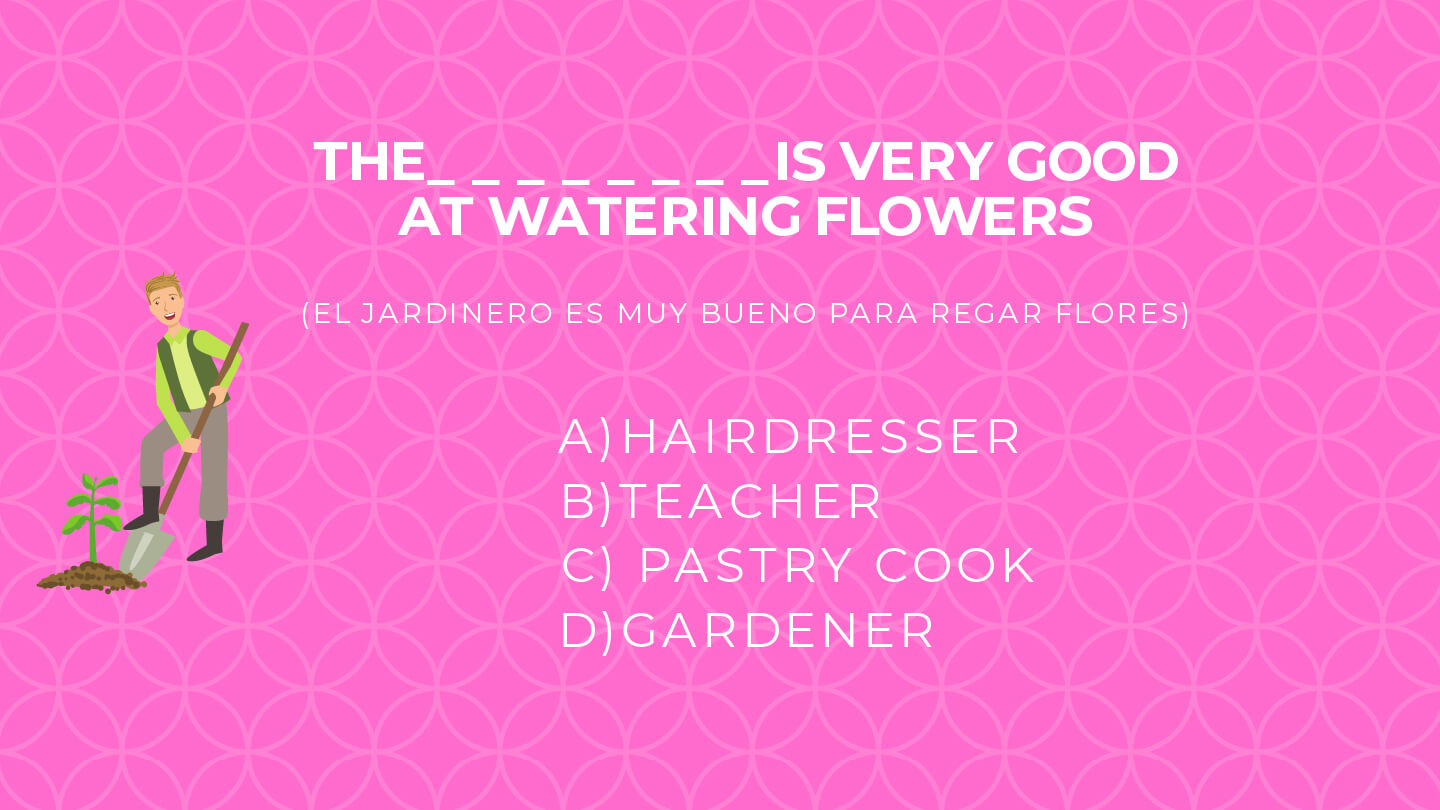 THE_ _ _ _ _ _ _ _IS VERY GOOD
AT WATERING FLOWERS
(EL JARDINERO ES MUY BUENO PARA REGAR FLORES)
A)HAIRDRESSER
B)TEACHER
C) PASTRY COOK
D)GARDENER